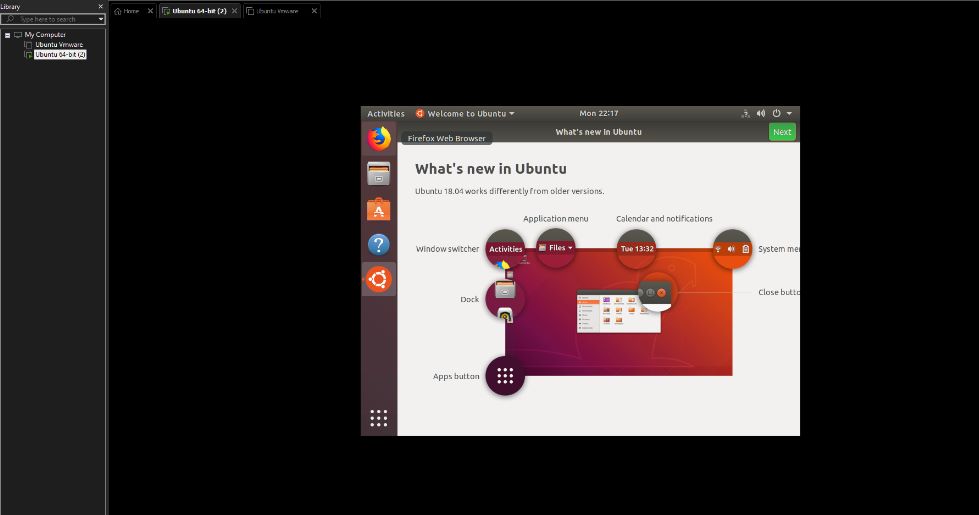 Library
Type here to search
My Computer
Ubuntu Vmware
Ubuntu 64-bit (2)
Home
Ubuntu 64-bit (2)
Ubuntu Vmware
Activities
Welcome to Ubuntu
Mon 22:17
Firefox Web Browser
What's new in Ubuntu
Next
What's new in Ubuntu
Ubuntu 18.04 works differently from older versions.
Application menu
Calendar and notifications
Window switcher
Activities
Files
Tue 13:32
System men
Dock
Close butto
Apps button